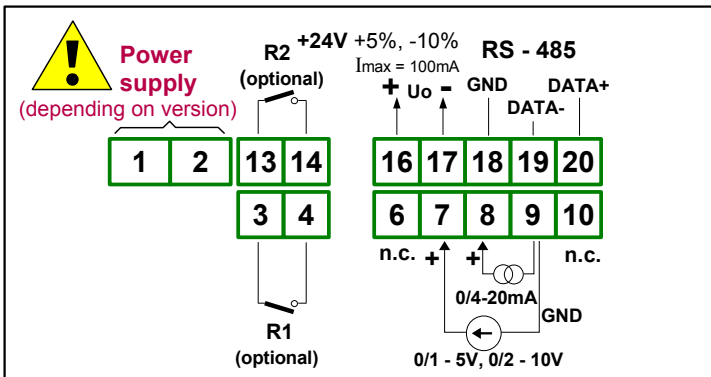 R2
(optional)
+24V +5%, -10%
Imax = 100mA
+ Uo -
RS - 485
GND
DATA-
DATA+
!
Power
supply
(depending on version)
1 2 13 14 16 17 18 19 20
3 4 6 7 8 9 10
n.c. + + n.c.
0/4-20mA
GND
R1
(optional)
0/1 - 5V, 0/2 - 10V